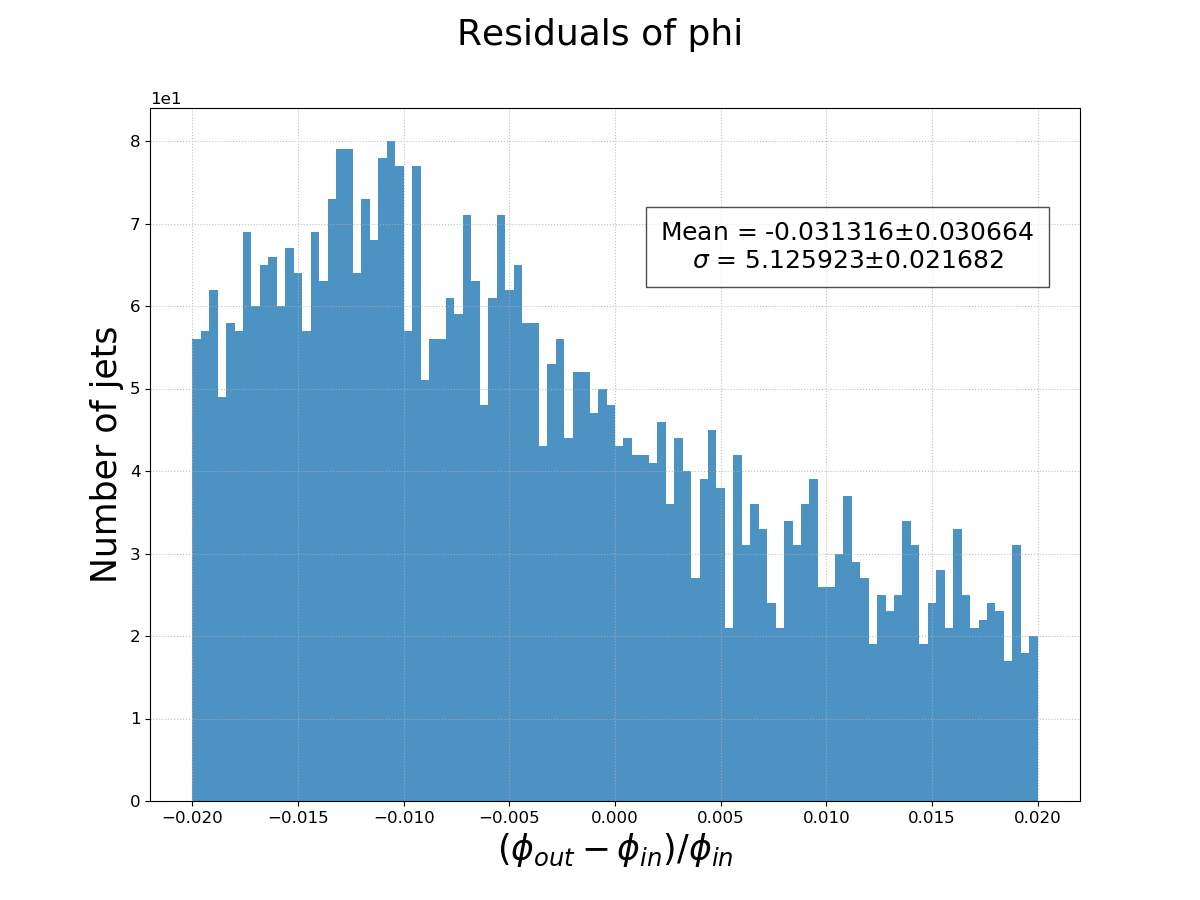 Residuals of phi
1e1
8
7
6
5
4
3
2
1
0
Number of jets
Mean = -0.031316±0.030664
σ = 5.125923±0.021682
−0.020 −0.015 −0.010 −0.005 0.000 0.005 0.010 0.015 0.020
(ϕout − ϕin)/ϕin